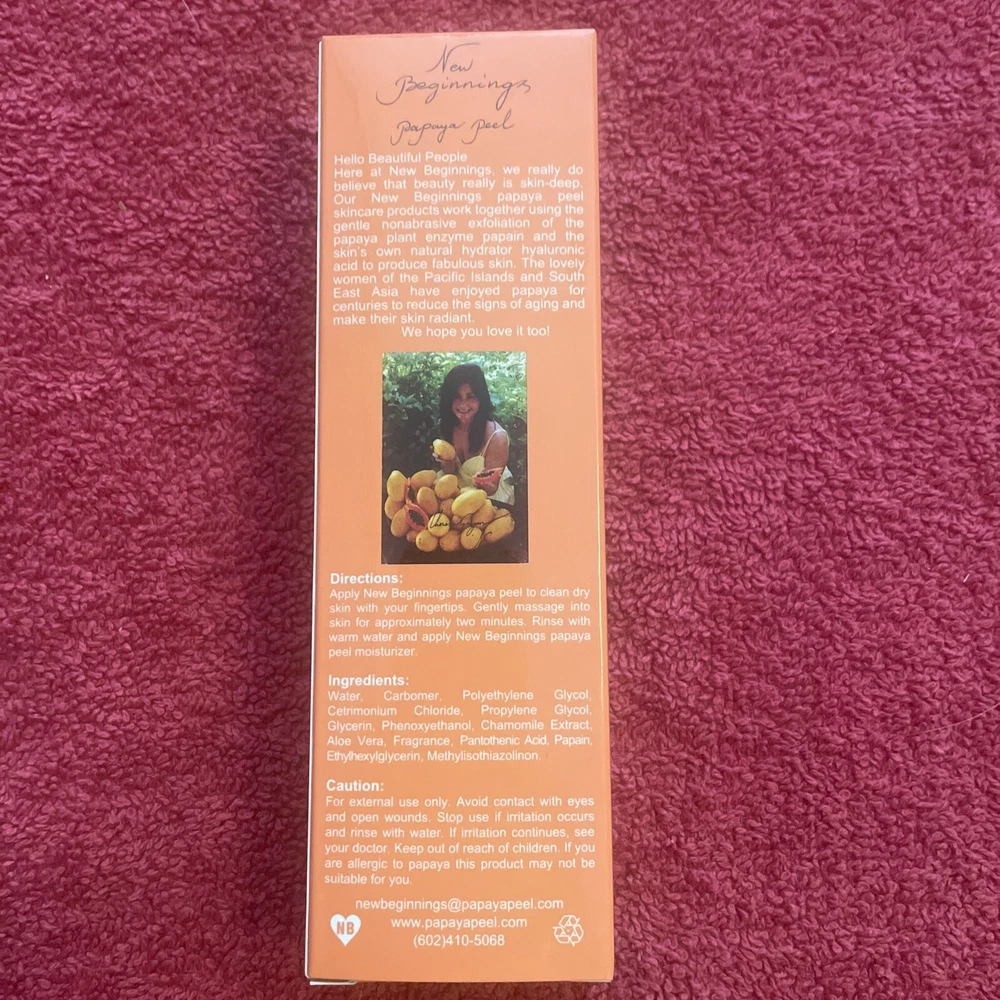 New
Beginnings
papaya peel
Hello Beautiful People
Here at New Beginnings, we really do
believe that beauty really is skin-deep.
Our New Beginnings papaya peel
skincare products work together using the
gentle nonabrasive exfoliation of the
papaya plant enzyme papain and the
skin's own natural hydrator hyaluronic
acid to produce fabulous skin. The lovely
women of the Pacific Islands and South
East Asia have enjoyed papaya for
centuries to reduce the signs of aging and
make their skin radiant.
We hope you love it too!
Directions:
Apply New Beginnings papaya peel to clean dry
skin with your fingertips. Gently massage into
skin for approximately two minutes. Rinse with
warm water and apply New Beginnings papaya
peel moisturizer.
Ingredients:
Water, Carbomer, Polyethylene Glycol,
Cetrimonium Chloride, Propylene Glycol,
Glycerin, Phenoxyethanol, Chamomile Extract,
Aloe Vera, Fragrance, Pantothenic Acid, Papain,
Ethylhexylglycerin, Methylisothiazolinon.
Caution:
For external use only. Avoid contact with eyes
and open wounds. Stop use if irritation occurs
and rinse with water. If irritation continues, see
your doctor. Keep out of reach of children. If you
are allergic to papaya this product may not be
suitable for you.
newbeginnings@papayapeel.com
NB www.papayapeel.com
(602)410-5068